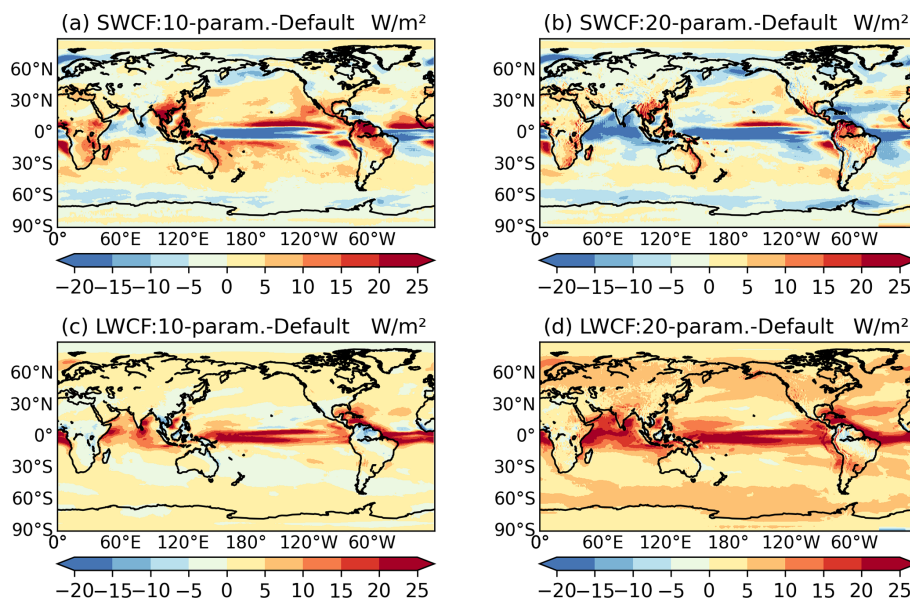 (a) SWCF:10-param.-Default W/m²
60°N
30°N
0°
30°S
60°S
90°S
0° 60°E 120°E 180° 120°W 60°W
−20 −15 −10 −5 0 5 10 15 20 25
(b) SWCF:20-param.-Default W/m²
60°N
30°N
0°
30°S
60°S
90°S
0° 60°E 120°E 180° 120°W 60°W
−20 −15 −10 −5 0 5 10 15 20 25
(c) LWCF:10-param.-Default W/m²
60°N
30°N
0°
30°S
60°S
90°S
0° 60°E 120°E 180° 120°W 60°W
−20 −15 −10 −5 0 5 10 15 20 25
(d) LWCF:20-param.-Default W/m²
60°N
30°N
0°
30°S
60°S
90°S
0° 60°E 120°E 180° 120°W 60°W
−20 −15 −10 −5 0 5 10 15 20 25